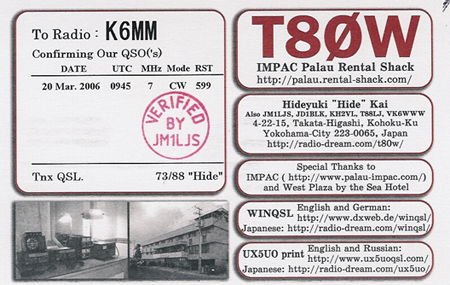 To Radio : K6MM
Confirming Our QSO('s)
DATE UTC MHz Mode RST
20 Mar. 2006 0945 7 CW 599
VERIFIED
BY
JM1LJS
Tnx QSL. 73/88 "Hide"
T8ØW
IMPAC Palau Rental Shack
http://palau.rental-shack.com/
Hideyuki "Hide" Kai
Also JM1LJS, JD1BLK, KH2VL, T88LJ, VK6WWW
4-22-15, Takata-Higashi, Kohoku-Ku
Yokohama-City 223-0065, Japan
http://radio-dream.com/t80w/
Special Thanks to
IMPAC ( http://www.palau-impac.com/)
and West Plaza by the Sea Hotel
WINQSL English and German:
http://www.dxweb.de/winqsl/
Japanese: http://radio-dream.com/winqsl/
UX5UO print English and Russian:
http://www.ux5uoqsl.com/
Japanese: http://radio-dream.com/ux5uo/